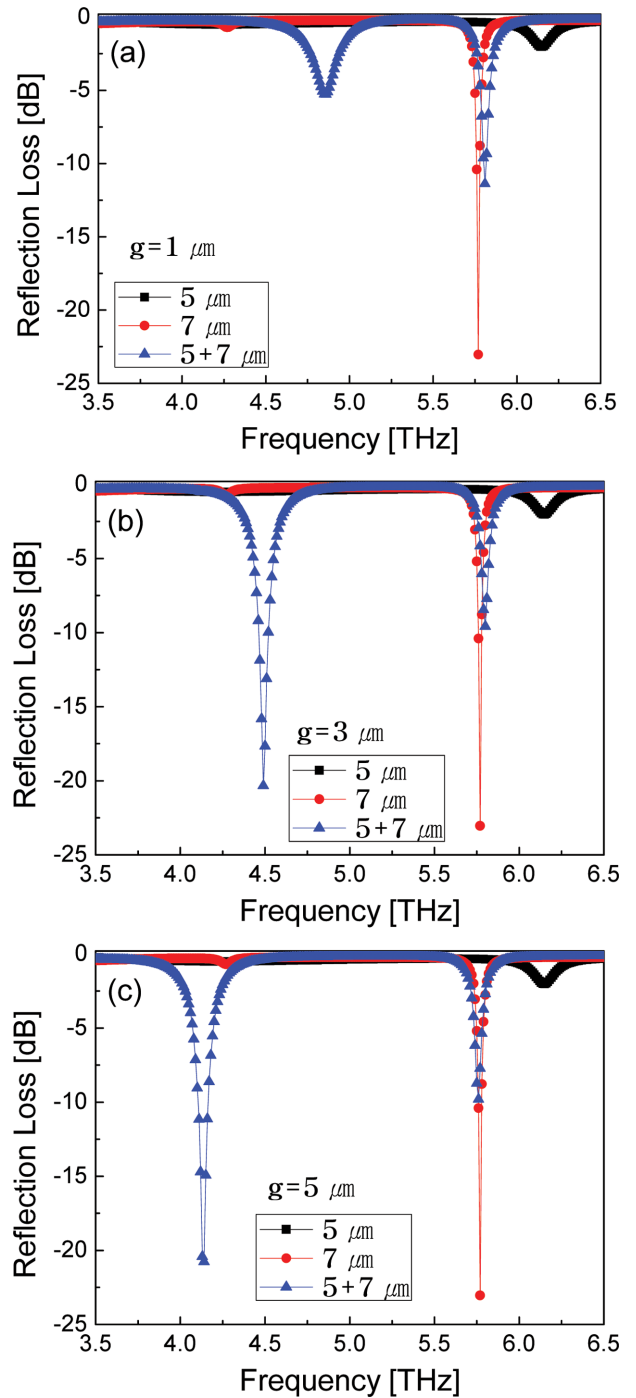 0
(a)
-5
Reflection Loss [dB]
-10
-15
g=1 ㎛
5 ㎛
7 ㎛
5+7 ㎛
-20
-25
3.5 4.0 4.5 5.0 5.5 6.0 6.5
Frequency [THz]
0
(b)
-5
Reflection Loss [dB]
-10
-15
g=3 ㎛
5 ㎛
7 ㎛
5+7 ㎛
-20
-25
3.5 4.0 4.5 5.0 5.5 6.0 6.5
Frequency [THz]
0
(c)
-5
Reflection Loss [dB]
-10
-15
g=5 ㎛
5 ㎛
7 ㎛
5+7 ㎛
-20
-25
3.5 4.0 4.5 5.0 5.5 6.0 6.5
Frequency [THz]